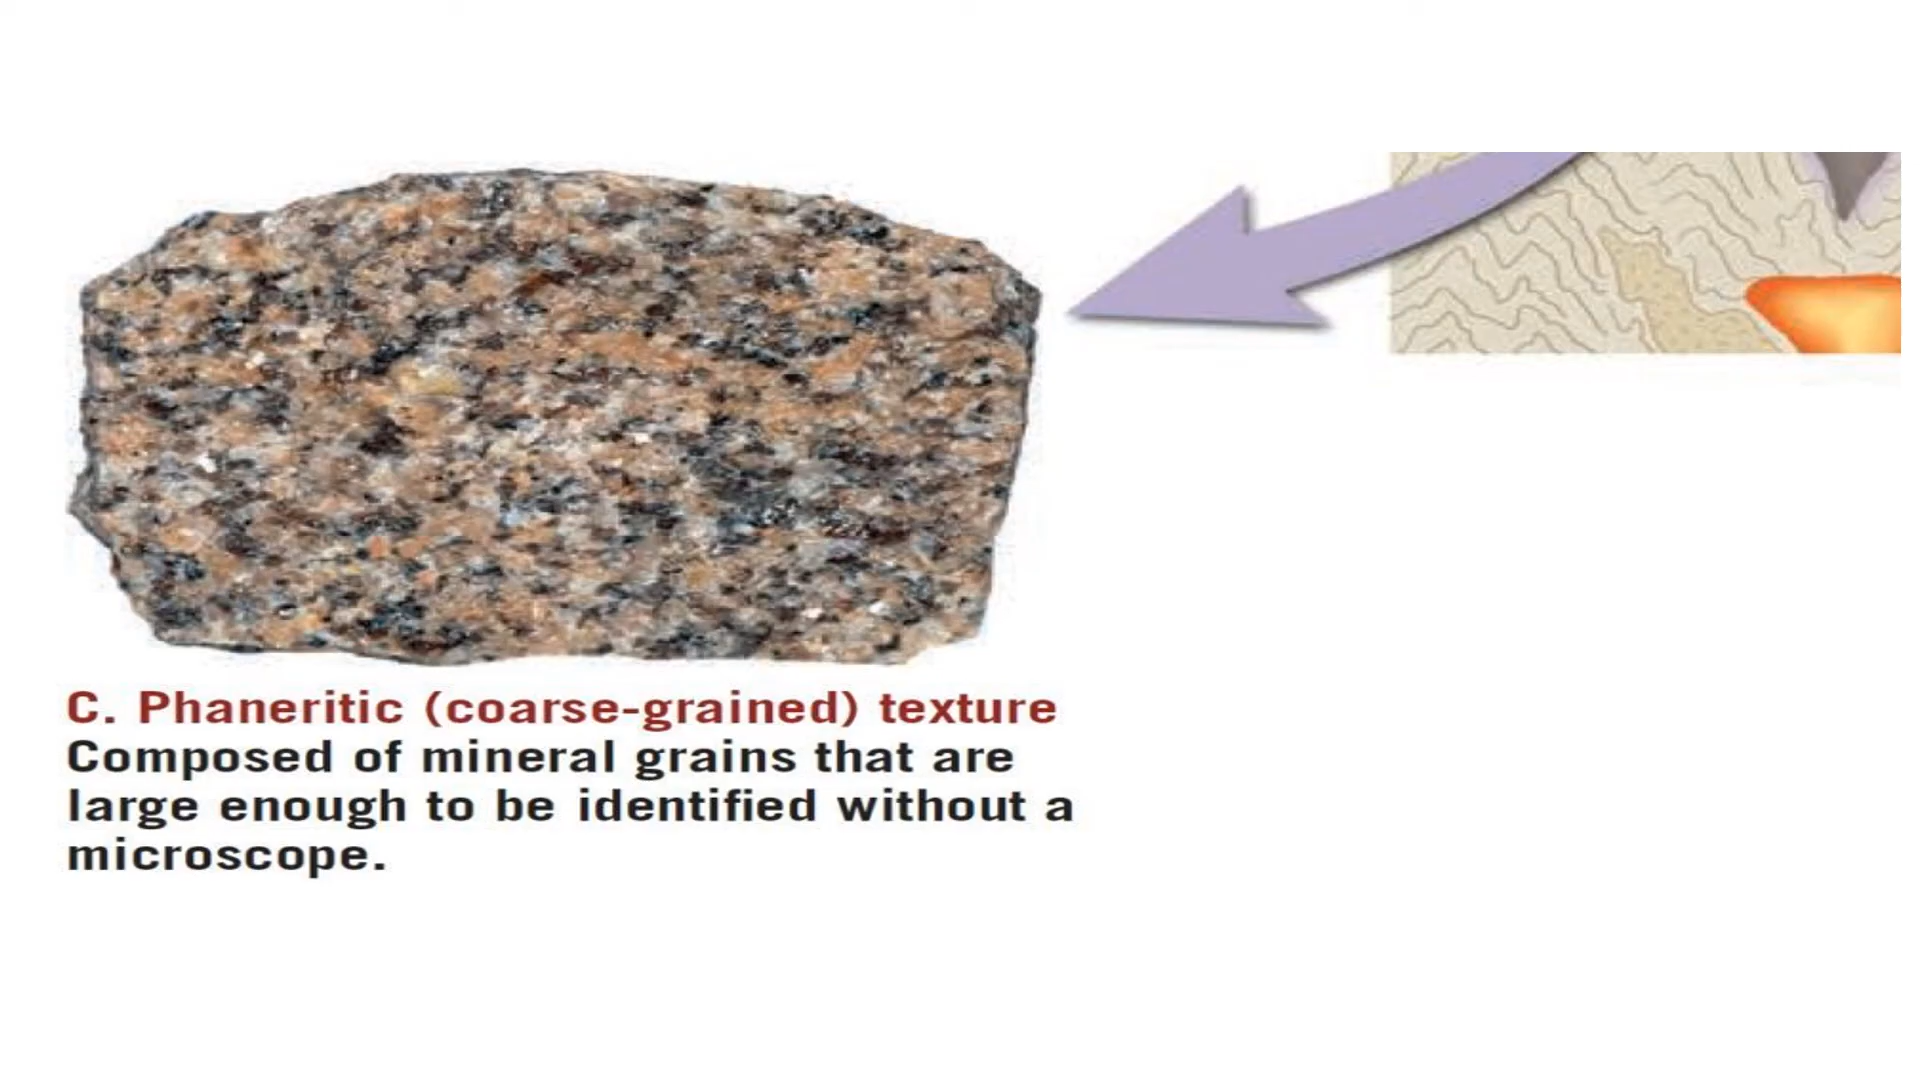 C. Phaneritic (coarse-grained) texture
Composed of mineral grains that are
large enough to be identified without a
microscope.